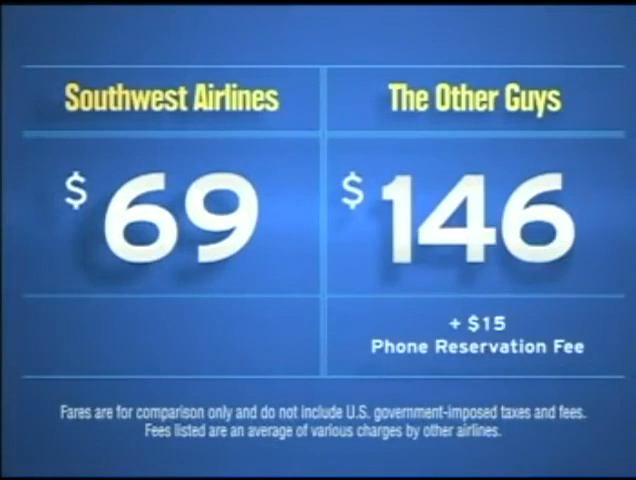 Southwest Airlines
The Other Guys
$69
$146
+ $15
Phone Reservation Fee
Fares are for comparison only and do not include U.S. government-imposed taxes and fees.
Fees listed are an average of various charges by other airlines.